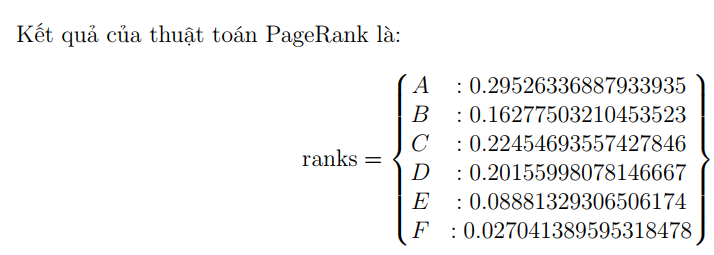 Kết quả của thuật toán PageRank là:
A : 0.29526336887933935
B : 0.16277503210453523
ranks = C : 0.22454693557427846
D : 0.20155998078146667
E : 0.08881329306506174
F : 0.027041389595318478